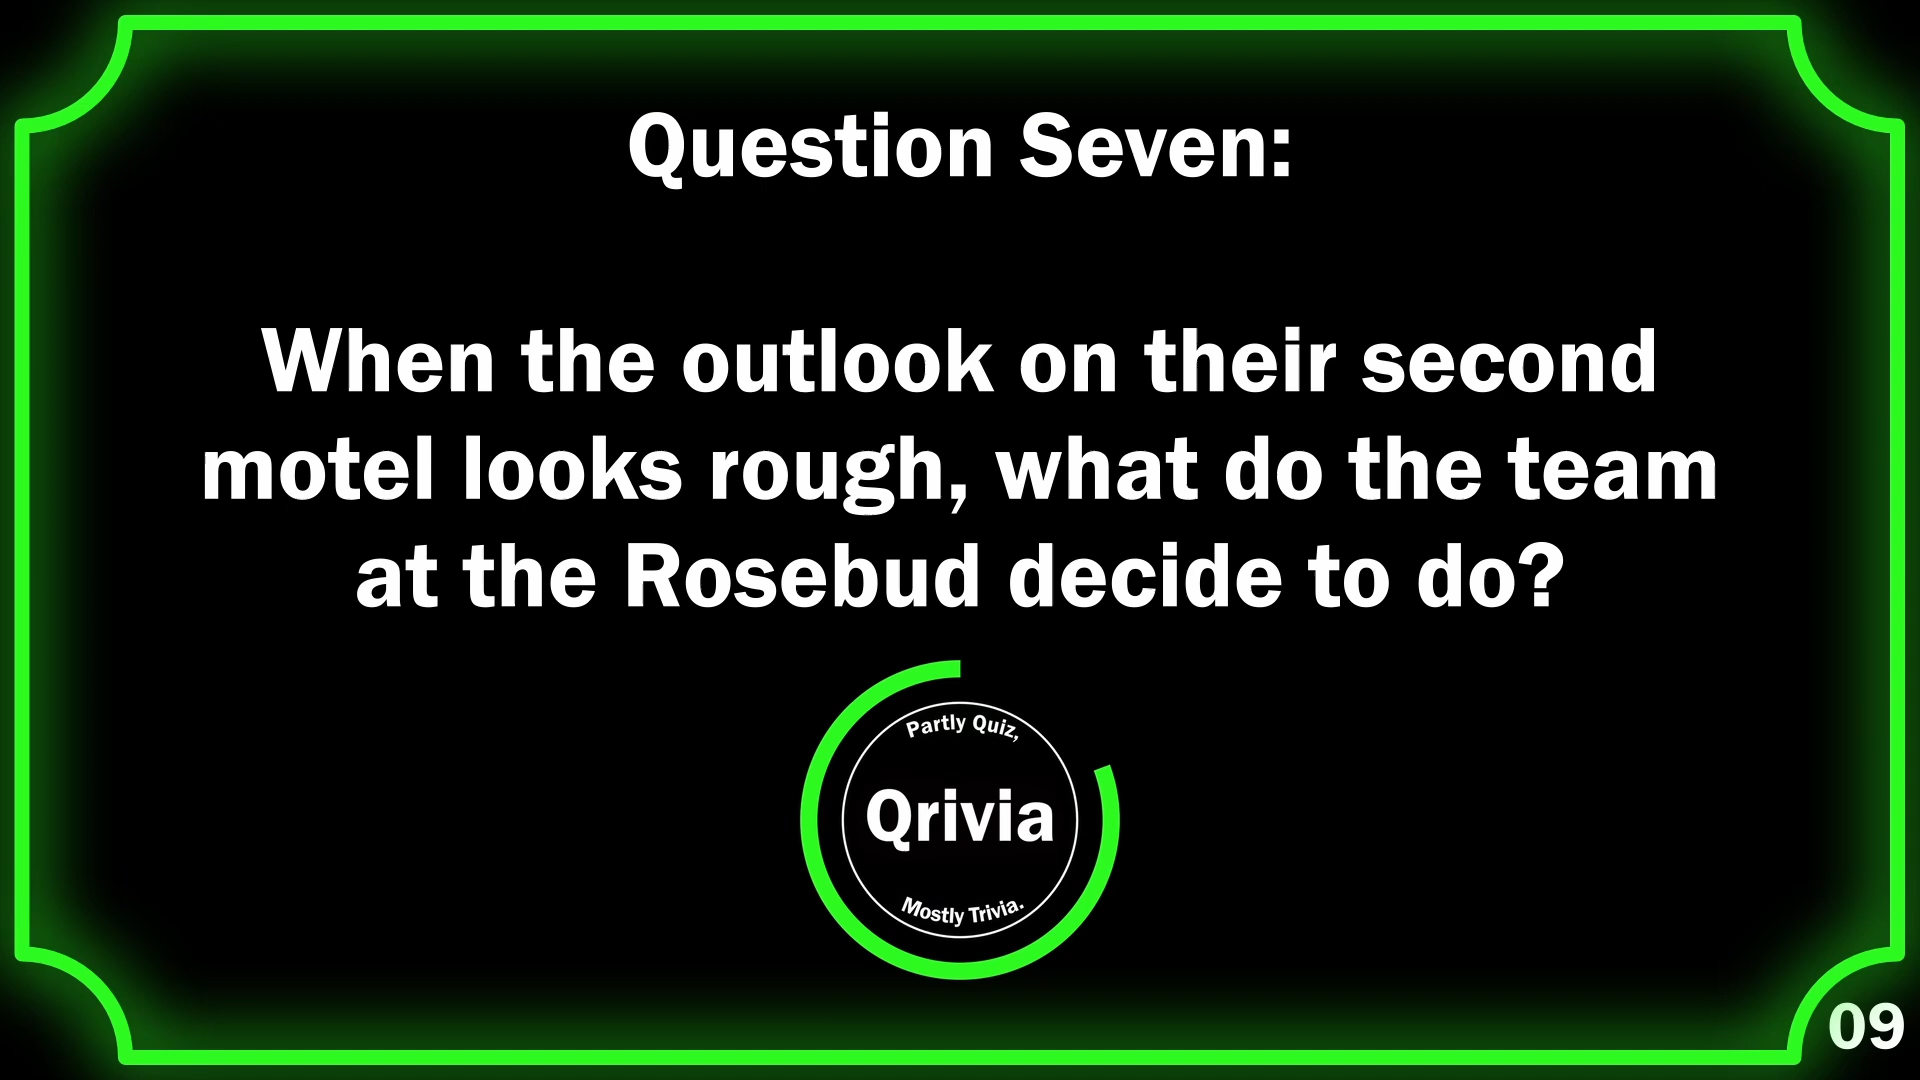 Question Seven:
When the outlook on their second
motel looks rough, what do the team
at the Rosebud decide to do?
Partly Quiz,
Qrivia
Mostly Trivia.
09